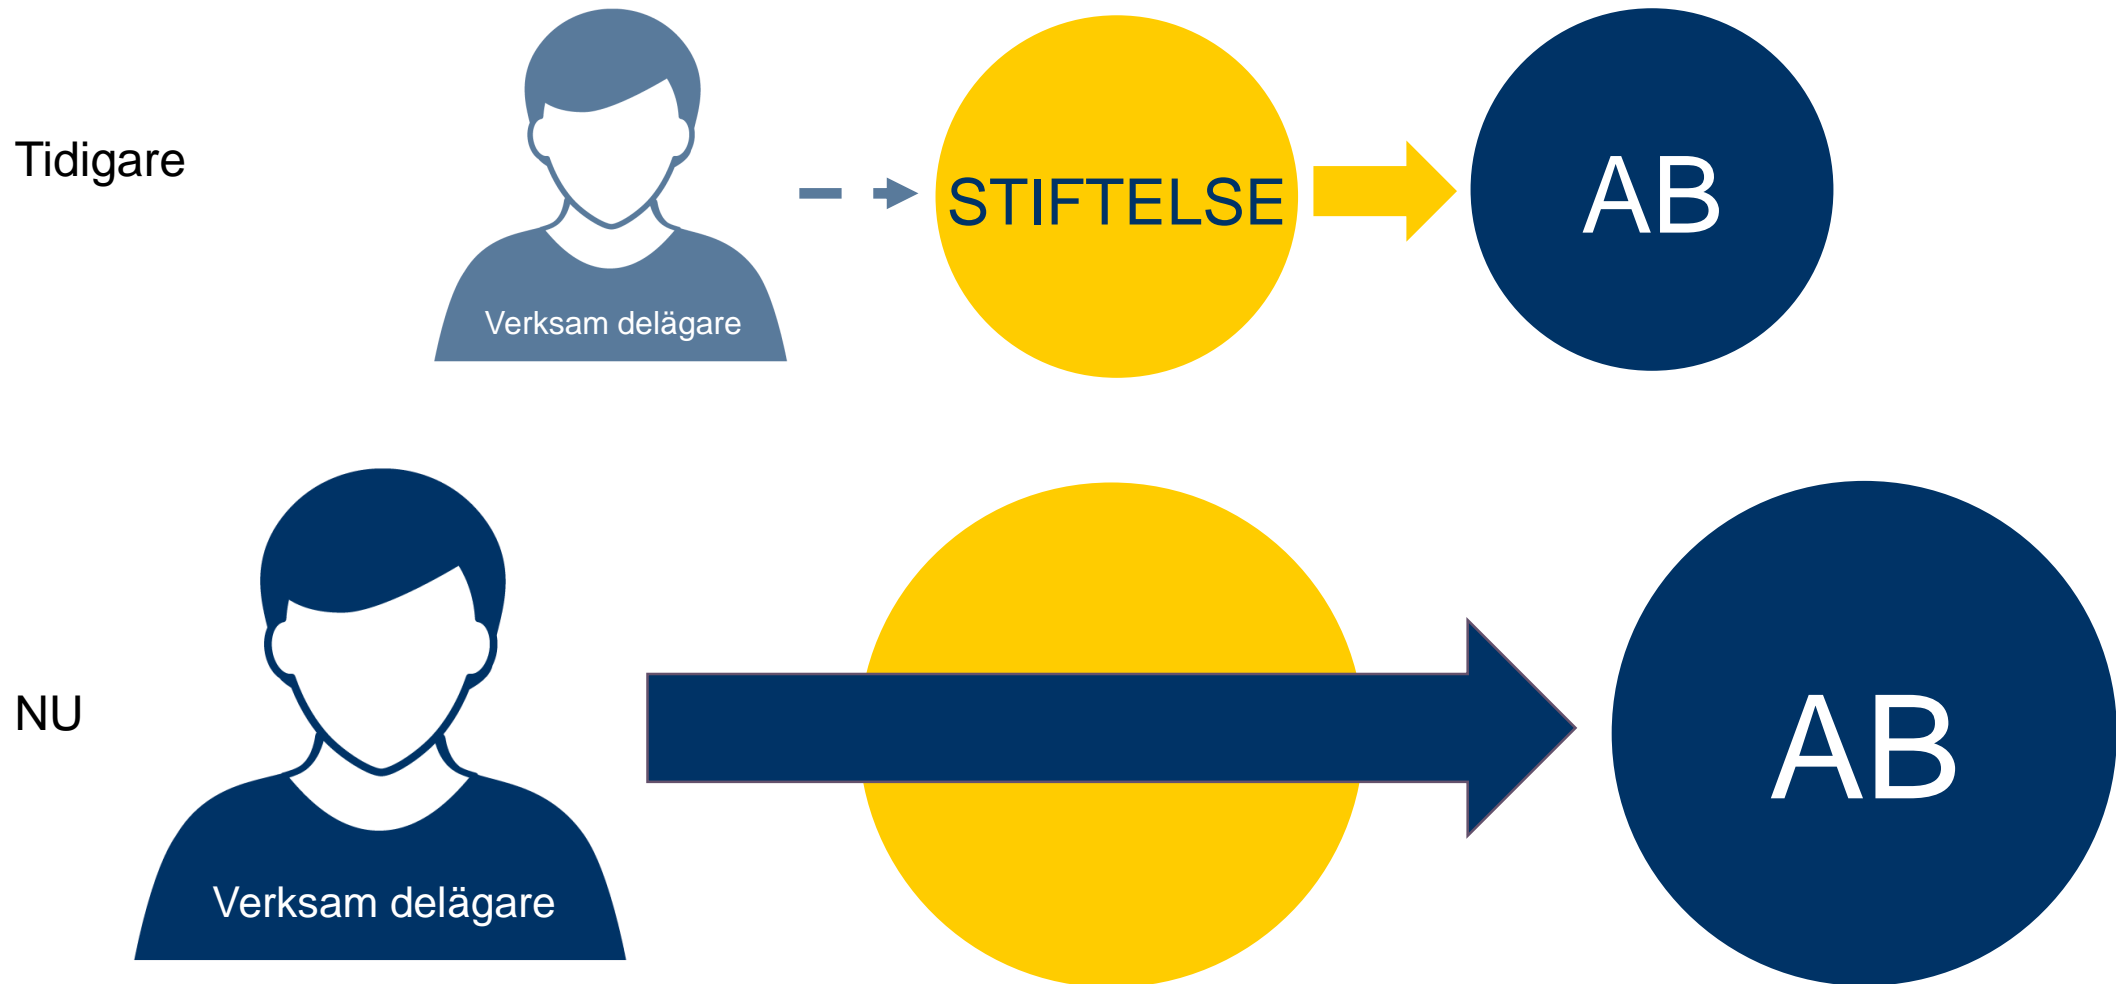 Tidigare
Verksam delägare
STIFTELSE
AB
NU
Verksam delägare
AB